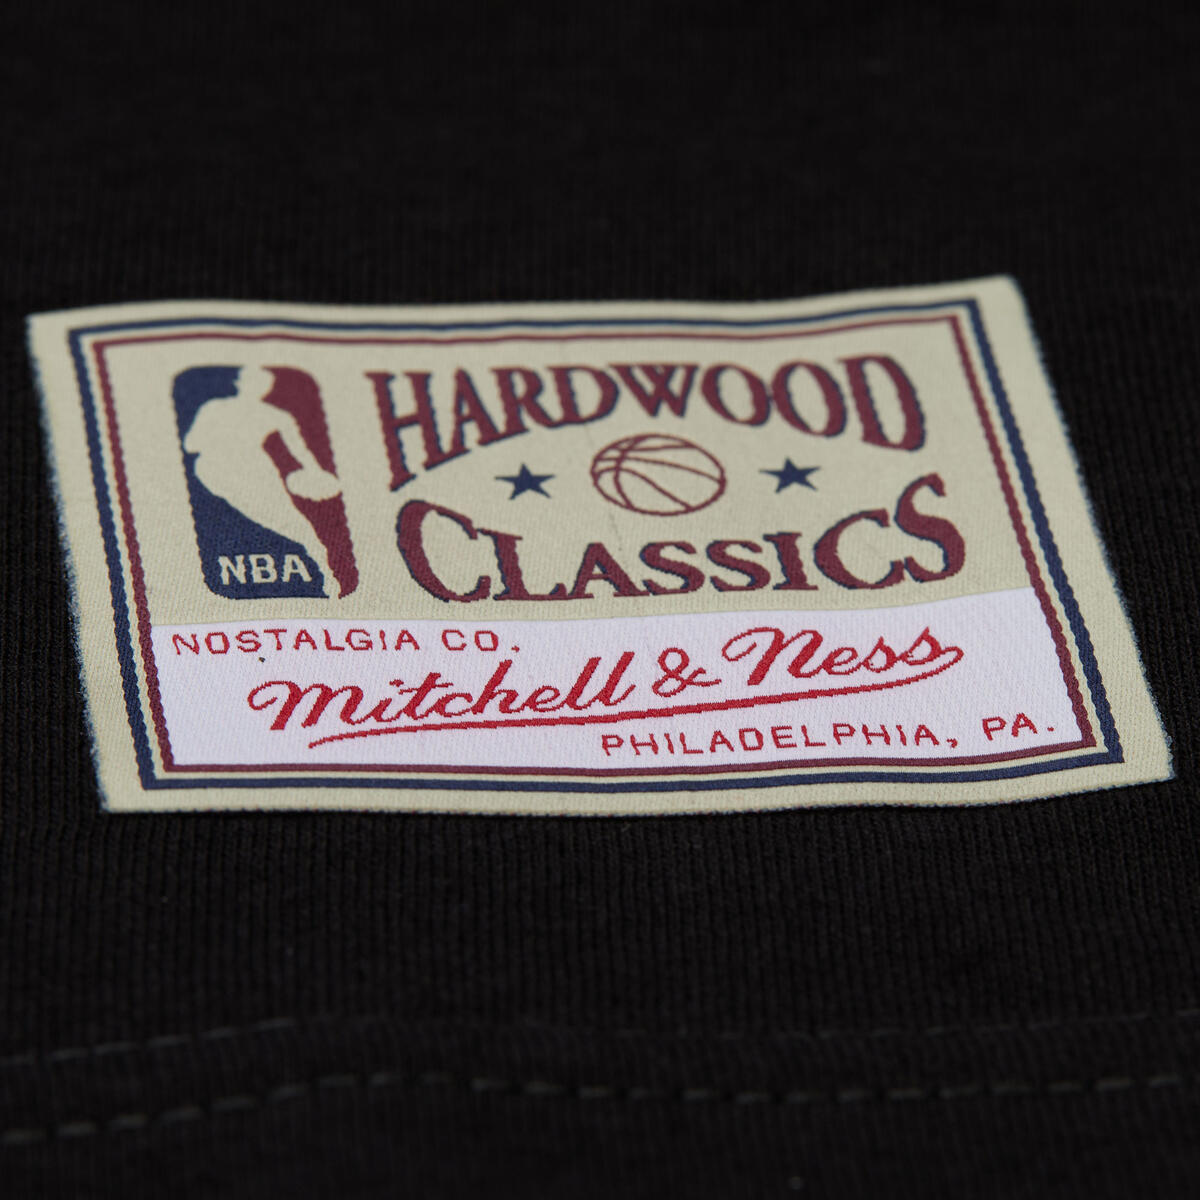 HARDWOOD
CLASSICS
NBA
NOSTALGIA CO.
Mitchell & Ness
PHILADELPHIA, PA.